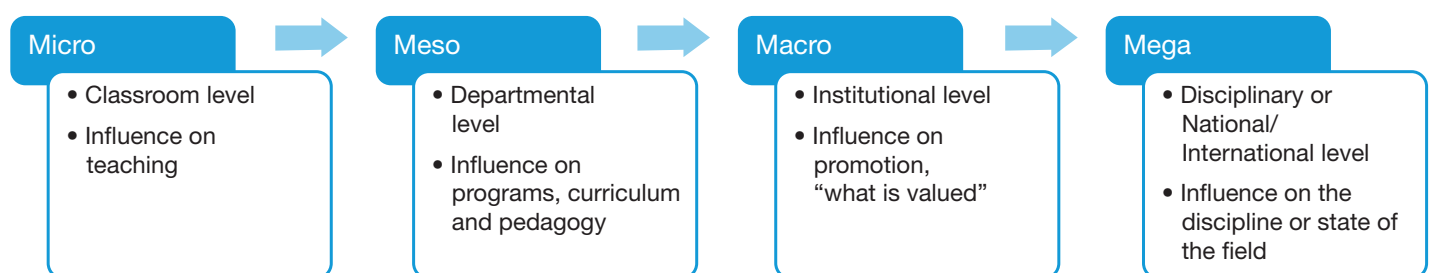 Micro
• Classroom level
• Influence on
teaching
Meso
• Departmental
level
• Influence on
programs, curriculum
and pedagogy
Macro
• Institutional level
• Influence on
promotion,
“what is valued”
Mega
• Disciplinary or
National/
International level
• Influence on the
discipline or state of
the field